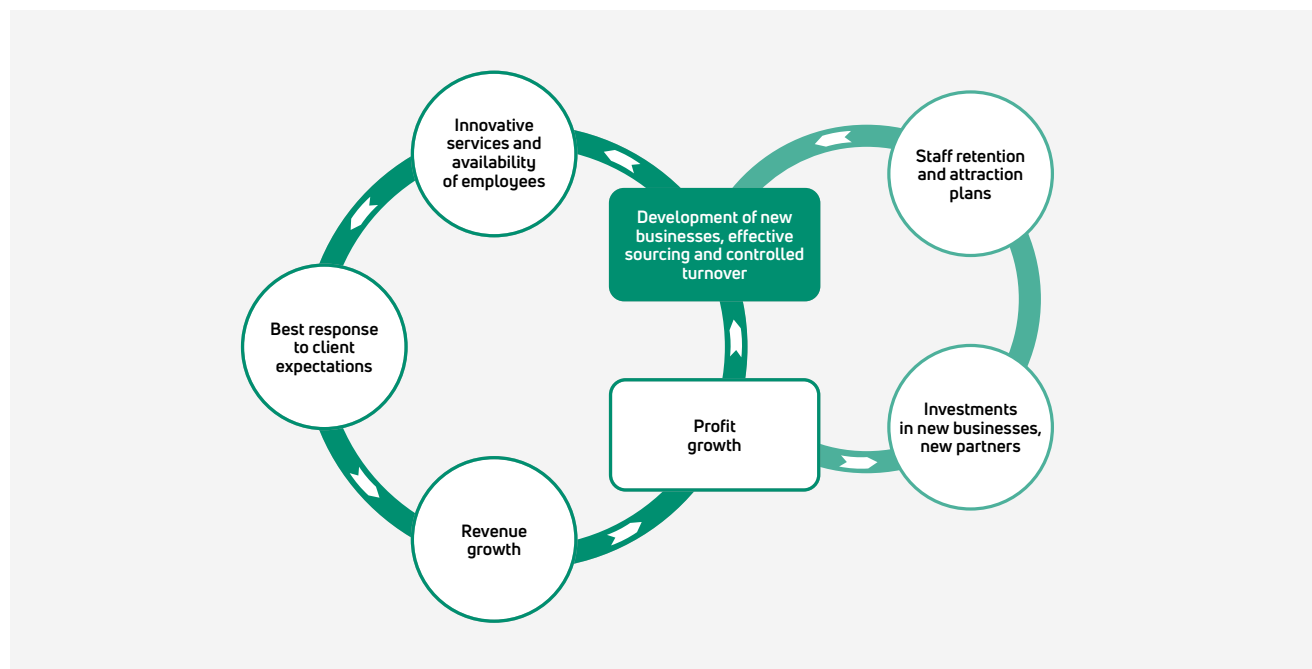 Innovative
services and
availability
of employees
Staff retention
and attraction
plans
Development of new
businesses, effective
sourcing and controlled
turnover
Best response
to client
expectations
Profit
growth
Investments
in new businesses,
new partners
Revenue
growth